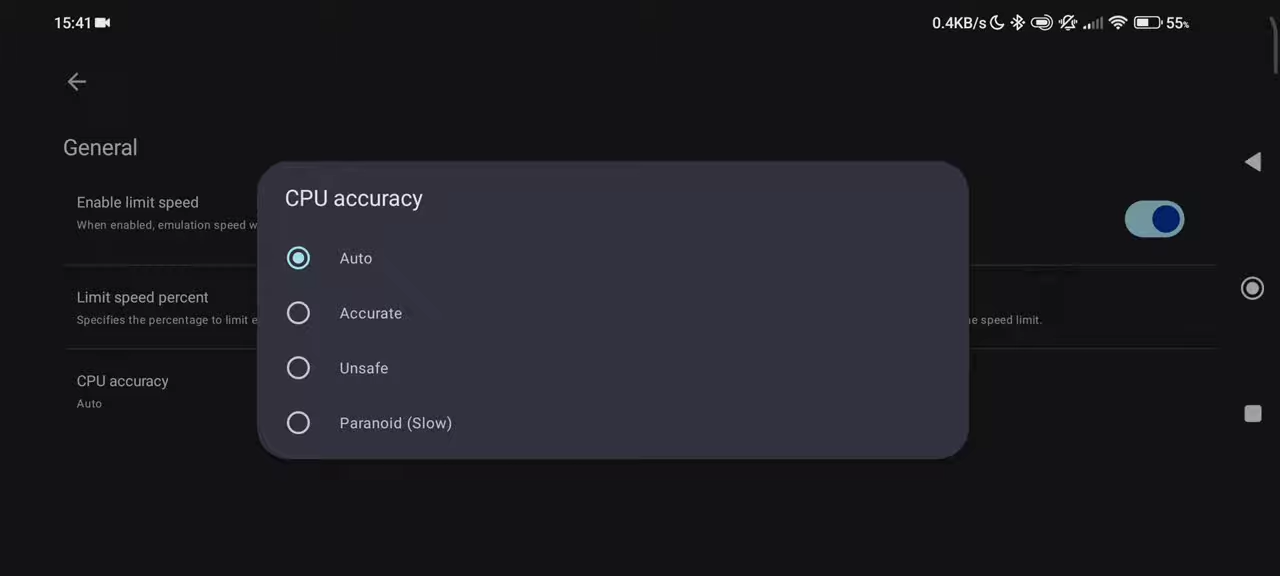 15:41
0.4KB/s
55%
General
Enable limit speed
When enabled, emulation speed w
Limit speed percent
Specifies the percentage to limit e
e speed limit.
CPU accuracy
Auto
CPU accuracy
Auto
Accurate
Unsafe
Paranoid (Slow)